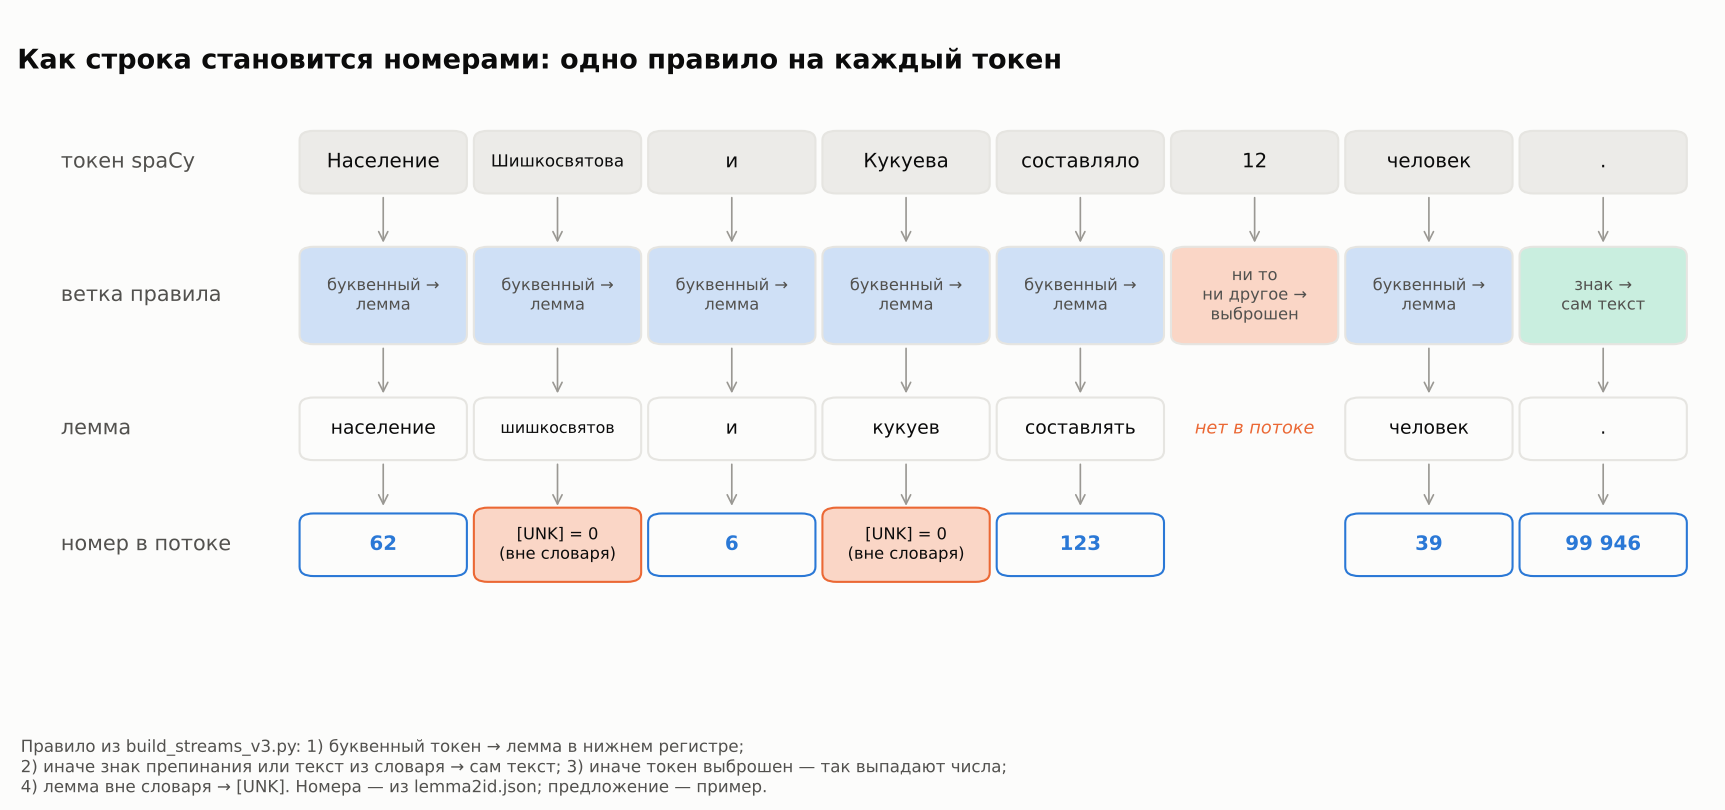 Как строка становится номерами: одно правило на каждый токен
токен spaCy
Население
Шишкосвятова
и
Кукуева
составляло
12
человек
.
ветка правила
буквенный →
лемма
буквенный →
лемма
буквенный →
лемма
буквенный →
лемма
буквенный →
лемма
ни то
ни другое →
выброшен
буквенный →
лемма
знак →
сам текст
лемма
население
шишкосвятов
и
кукуев
составлять
нет в потоке
человек
.
номер в потоке
62
[UNK] = 0
(вне словаря)
6
[UNK] = 0
(вне словаря)
123
39
99 946
Правило из build_streams_v3.py: 1) буквенный токен → лемма в нижнем регистре;
2) иначе знак препинания или текст из словаря → сам текст; 3) иначе токен выброшен — так выпадают числа;
4) лемма вне словаря → [UNK]. Номера — из lemma2id.json; предложение — пример.